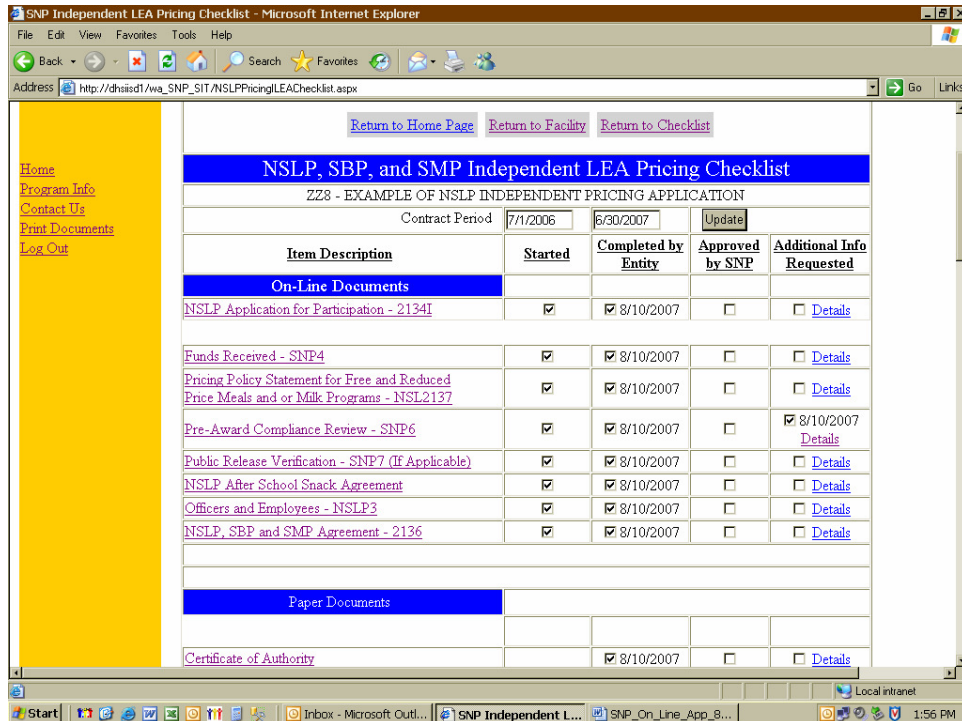 SNP Independent LEA Pricing Checklist - Microsoft Internet Explorer
File Edit View Favorites Tools Help
Back Search Favorites
Address http://dhsiisd1/wa_SNP_SIT/NSLPPricingILEAChecklist.aspx Go Links
Return to Home Page Return to Facility Return to Checklist
Home
Program Info
Contact Us
Print Documents
Log Out
NSLP, SBP, and SMP Independent LEA Pricing Checklist
ZZ8 - EXAMPLE OF NSLP INDEPENDENT PRICING APPLICATION
Contract Period 7/1/2006 6/30/2007 Update
Item Description Started Completed by Entity Approved by SNP Additional Info Requested
On-Line Documents
NSLP Application for Participation - 2134I 8/10/2007 Details
Funds Received - SNP4 8/10/2007 Details
Pricing Policy Statement for Free and Reduced
Price Meals and or Milk Programs - NSL2137 8/10/2007 Details
Pre-Award Compliance Review - SNP6 8/10/2007 8/10/2007 Details
Public Release Verification - SNP7 (If Applicable) 8/10/2007 Details
NSLP After School Snack Agreement 8/10/2007 Details
Officers and Employees - NSLP3 8/10/2007 Details
NSLP, SBP and SMP Agreement - 2136 8/10/2007 Details
Paper Documents
Certificate of Authority 8/10/2007 Details
Local intranet
Start Inbox - Microsoft Outl... SNP Independent L... SNP_On_Line_App_8... 1:56 PM